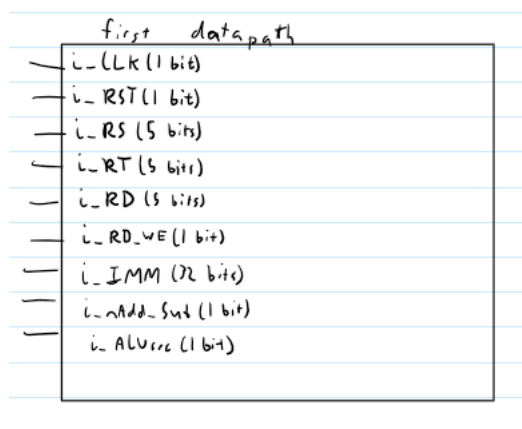 first datapath
i_CLK (1 bit)
i_RST (1 bit)
i_RS (5 bits)
i_RT (5 bits)
i_RD (5 bits)
i_RD_WE (1 bit)
i_IMM (32 bits)
i_nAdd_Sub (1 bit)
i_ALUsrc (1 bit)